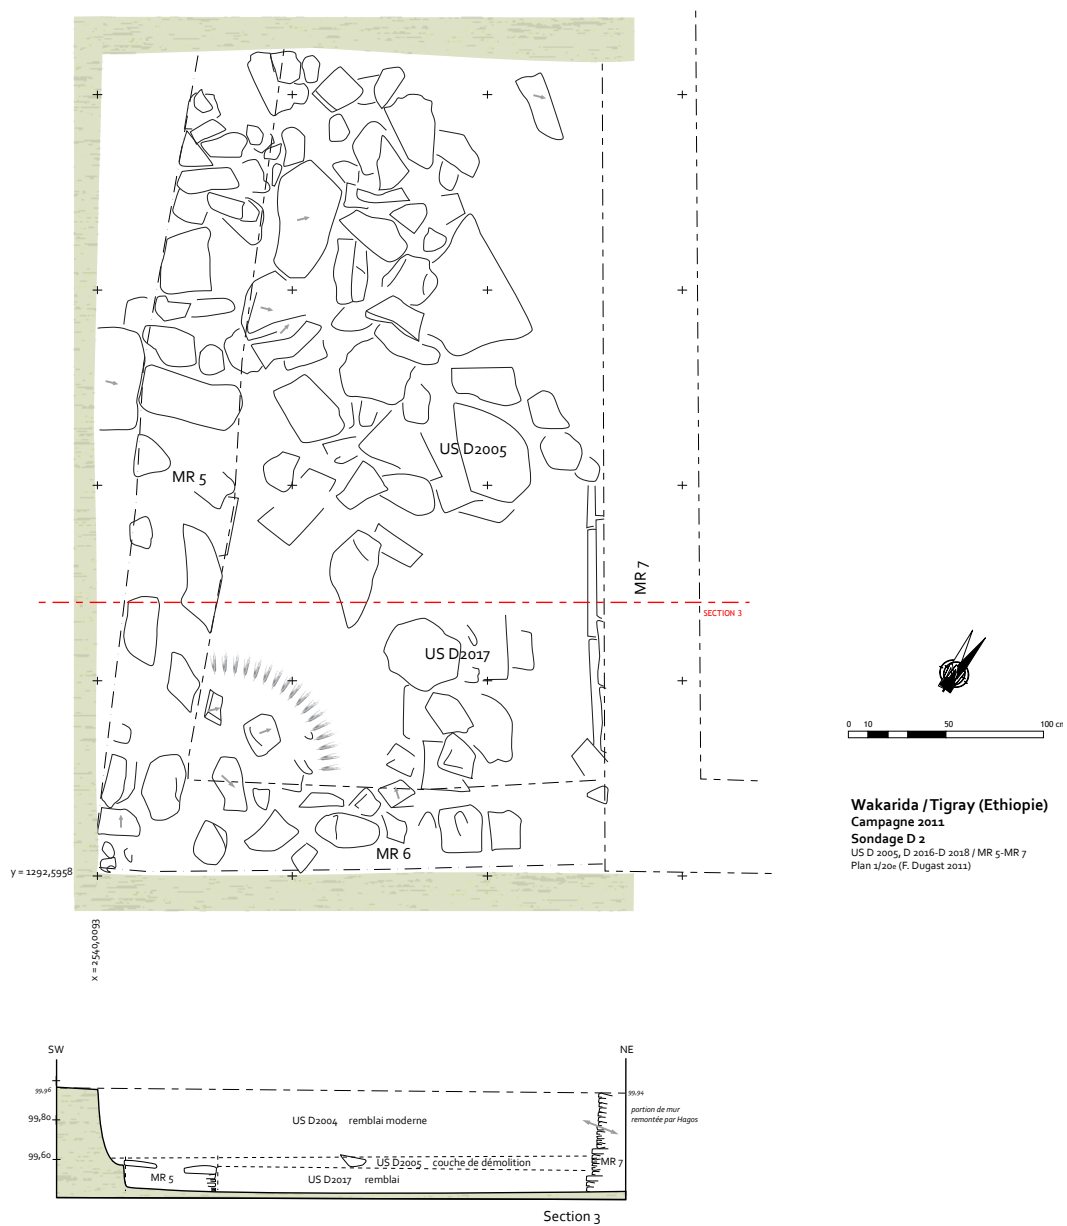 US D2005
MR 5
MR 7
SECTION 3
US D2017
MR 6
y = 1292,5958
x = 2540,0093
0 10 50 100 cm
Wakarida / Tigray (Ethiopie)
Campagne 2011
Sondage D 2
US D 2005, D 2016-D 2018 / MR 5-MR 7
Plan 1/20e (F. Dugast 2011)
SW
NE
99,96
99,94
portion de mur
remontée par Hagos
99,80
US D2004 remblai moderne
99,60
US D2005 couche de démolition
MR 7
MR 5
US D2017 remblai
Section 3